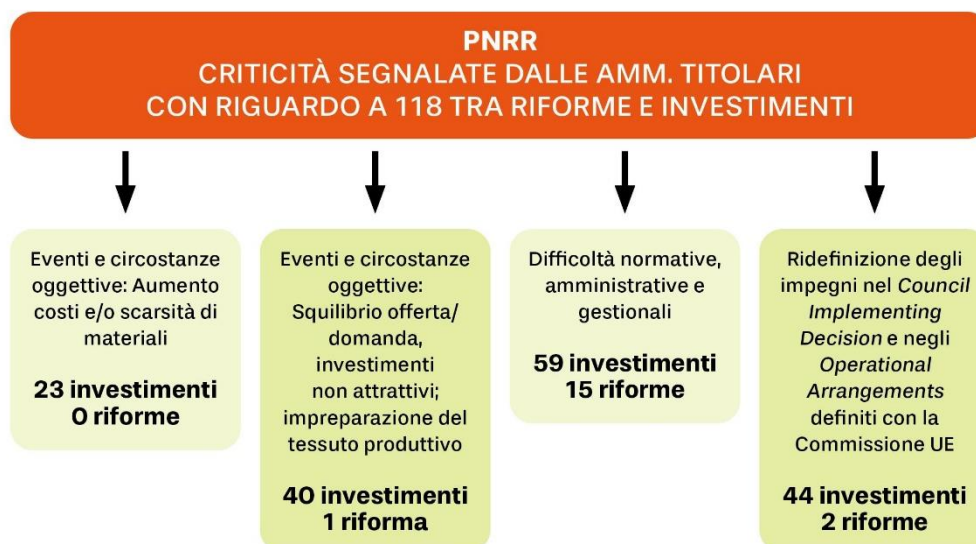 PNRR
CRITICITÀ SEGNALATE DALLE AMM. TITOLARI
CON RIGUARDO A 118 TRA RIFORME E INVESTIMENTI
Eventi e circostanze
oggettive: Aumento
costi e/o scarsità di
materiali
23 investimenti
0 riforme
Eventi e circostanze
oggettive:
Squilibrio offerta/
domanda,
investimenti
non attrattivi;
impreparazione del
tessuto produttivo
40 investimenti
1 riforma
Difficoltà normative,
amministrative e
gestionali
59 investimenti
15 riforme
Ridefinizione degli
impegni nel Council
Implementing
Decision e negli
Operational
Arrangements
definiti con la
Commissione UE
44 investimenti
2 riforme